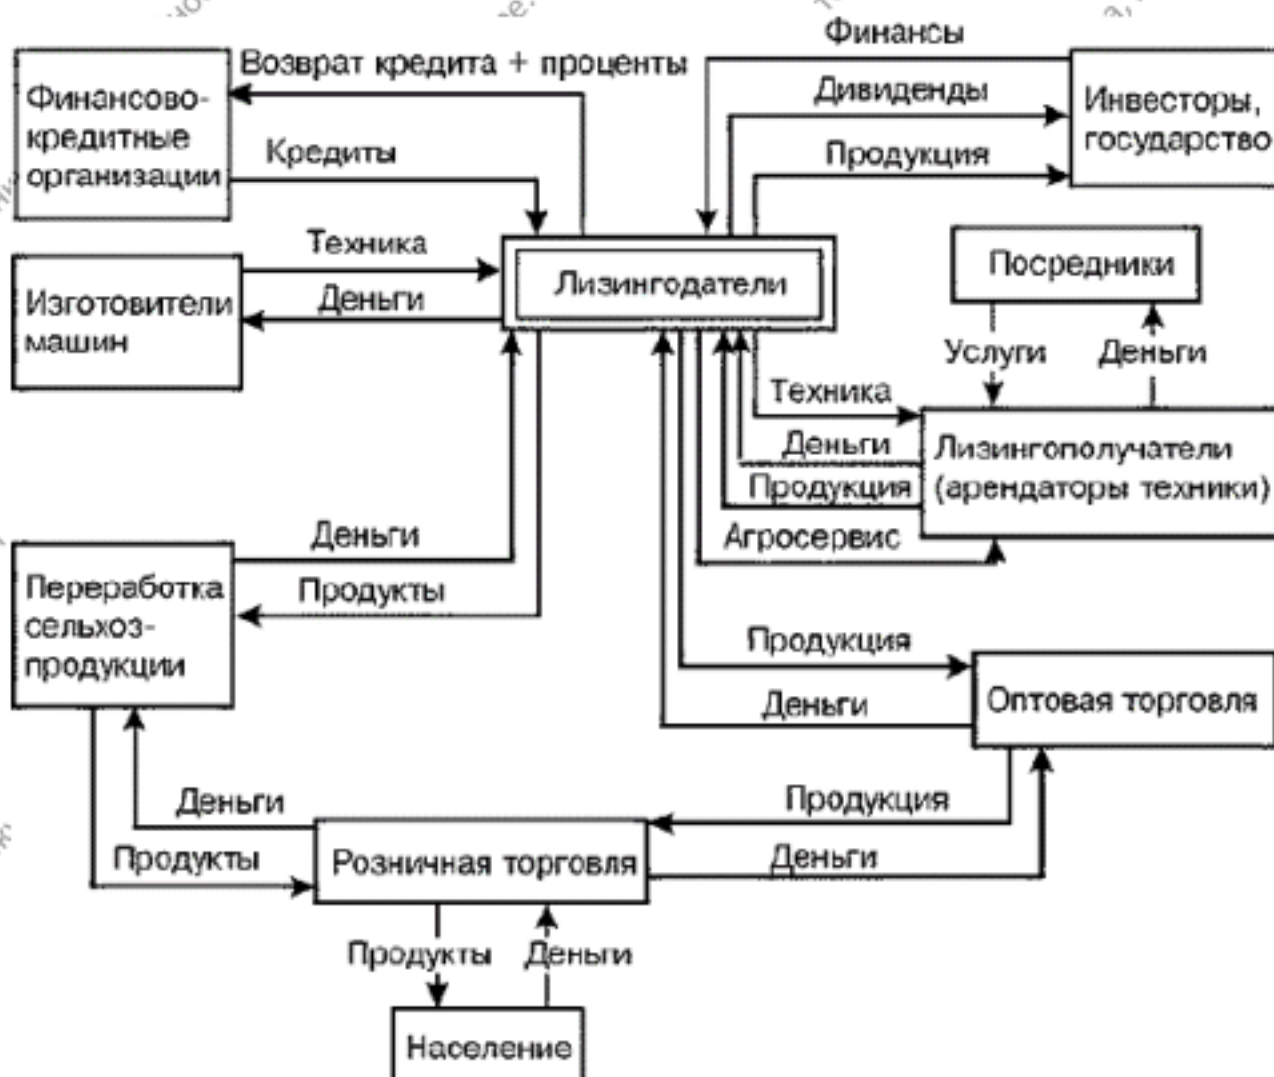 Финансы
Возврат кредита + проценты
Финансово-
кредитные
организации
Дивиденды
Инвесторы,
государство
Кредиты
Продукция
Техника
Лизингодатели
Посредники
Изготовители
машин
Деньги
Услуги
Деньги
Техника
Деньги
Лизингополучатели
(арендаторы техники)
Продукция
Агросервис
Деньги
Переработка
сельхоз-
продукции
Продукты
Продукция
Оптовая торговля
Деньги
Деньги
Продукция
Продукты
Розничная торговля
Деньги
Продукты
Деньги
Население